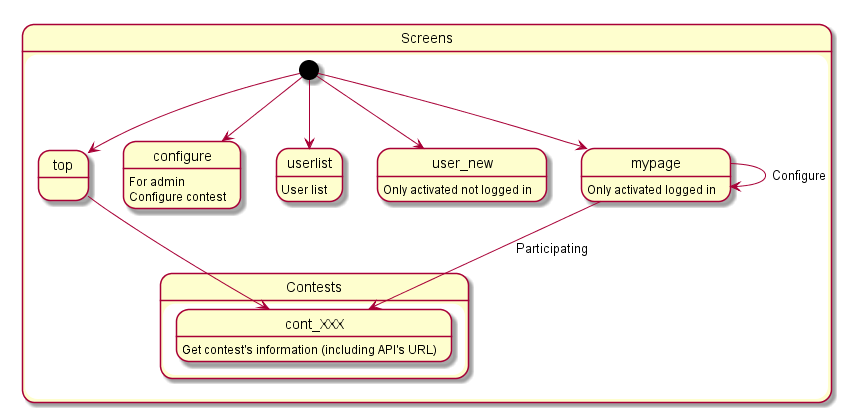 Screens
top
configure
For admin
Configure contest
userlist
User list
user_new
Only activated not logged in
mypage
Only activated logged in
Configure
Participating
Contests
cont_XXX
Get contest's information (including API's URL)